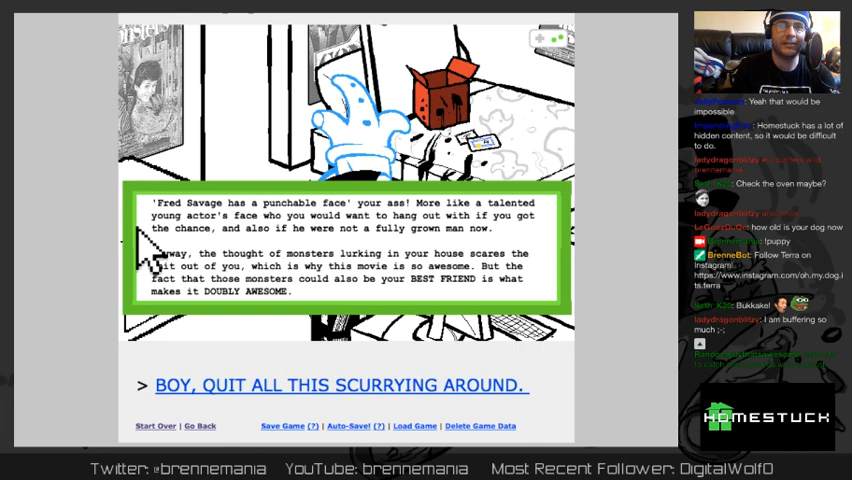 'Fred Savage has a punchable face' your ass! More like a talented
young actor's face who you would want to hang out with if you got
the chance, and also if he were not a fully grown man now.
way, the thought of monsters lurking in your house scares the
it out of you, which is why this movie is so awesome. But the
fact that those monsters could also be your BEST FRIEND is what
makes it DOUBLY AWESOME.
> BOY, QUIT ALL THIS SCURRYING AROUND.
Start Over | Go Back
Save Game (?) | Auto-Save! (?) | Load Game | Delete Game Data
Yeah that would be
impossible
Homestuck has a lot of
hidden content, so it would be difficult
to do.
brennemania
Check the oven maybe?
ladydragonblitzy
how old is your dog now
Brennemania: !puppy
BrenneBot: Follow Terra on
Instagram!
https://www.instagram.com/oh.my.dog.i
ts.terra
Seth_K20: Bukkake!
ladydragonblitzy: I am buffering so
much ;-;
to catch
HOMESTUCK
Twitter: @brennemania YouTube: brennemania Most Recent Follower: DigitalWolf0